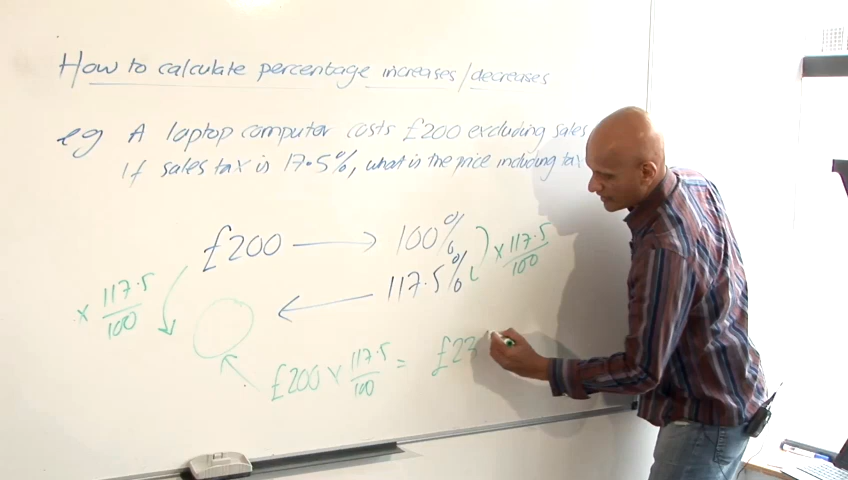 How to calculate percentage increases/decreases
eg A laptop computer costs £200 excluding sales
If sales tax is 17.5%, what is the price including tax
£200 → 100%
× 117.5/100
117.5%
× 117.5/100
£200 × 117.5/100 = £23